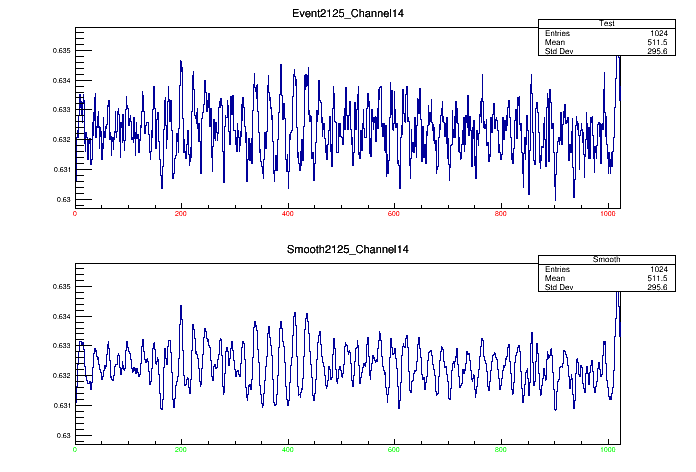 Event2125_Channel14
Test
Entries 1024
Mean 511.5
Std Dev 295.6
0.635
0.634
0.633
0.632
0.631
0.63
0 200 400 600 800 1000
Smooth2125_Channel14
Smooth
Entries 1024
Mean 511.5
Std Dev 295.6
0.635
0.634
0.633
0.632
0.631
0.63
0 200 400 600 800 1000